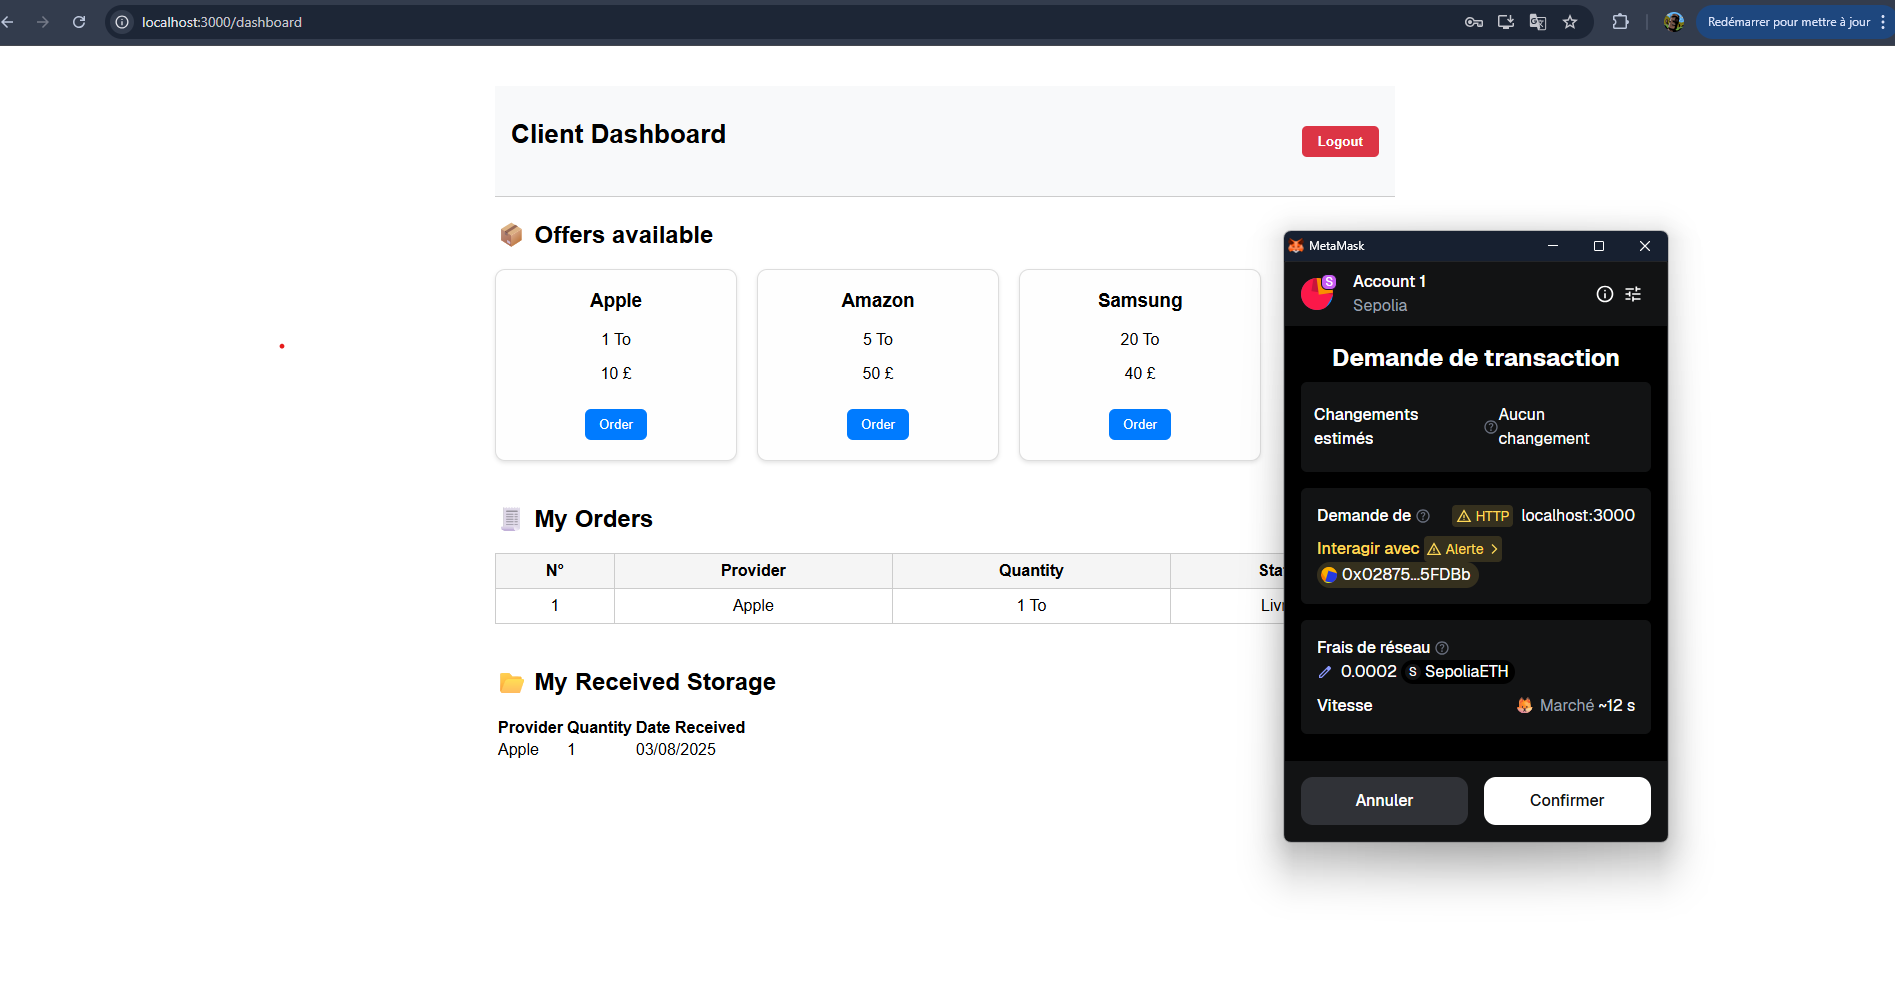 localhost:3000/dashboard
Redémarrer pour mettre à jour
Client Dashboard
Logout
Offers available
Apple
1 To
10 £
Order
Amazon
5 To
50 £
Order
Samsung
20 To
40 £
Order
My Orders
N° Provider Quantity Sta
1 Apple 1 To Liv
My Received Storage
Provider Quantity Date Received
Apple 1 03/08/2025
MetaMask
S
Account 1
Sepolia
Demande de transaction
Changements estimés
Aucun changement
Demande de HTTP localhost:3000
Interagir avec Alerte
0x02875...5FDBb
Frais de réseau
0.0002 S SepoliaETH
Vitesse Marché ~12 s
Annuler
Confirmer